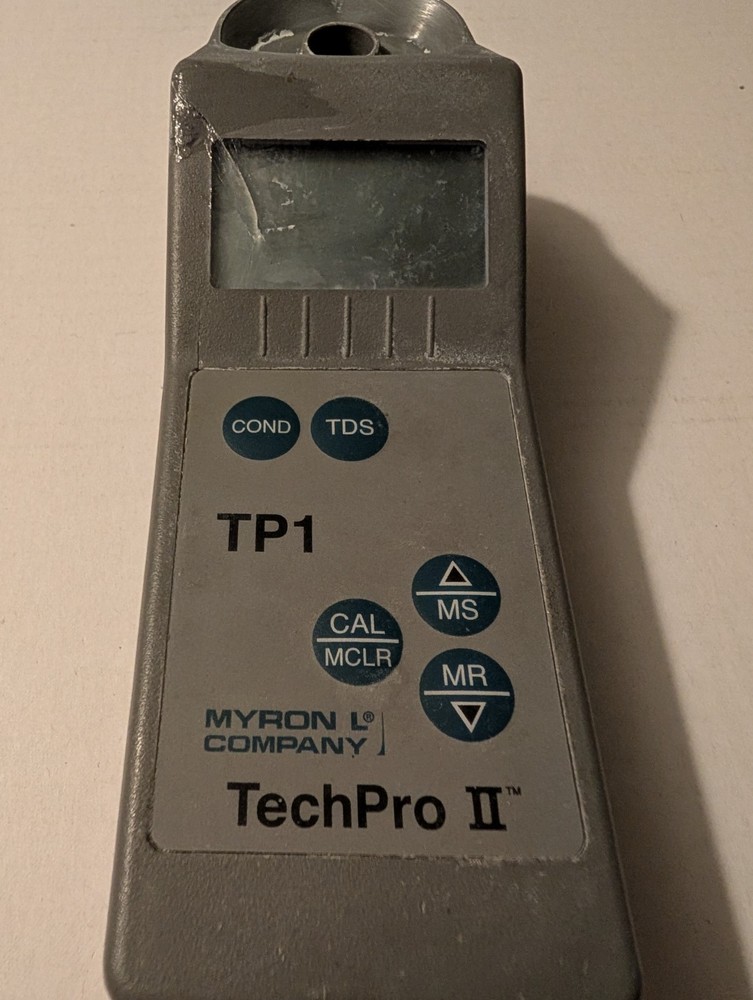 COND TDS
TP1
▲
MS
CAL
MCLR
MR
▼
MYRON L®
COMPANY
TechPro II™